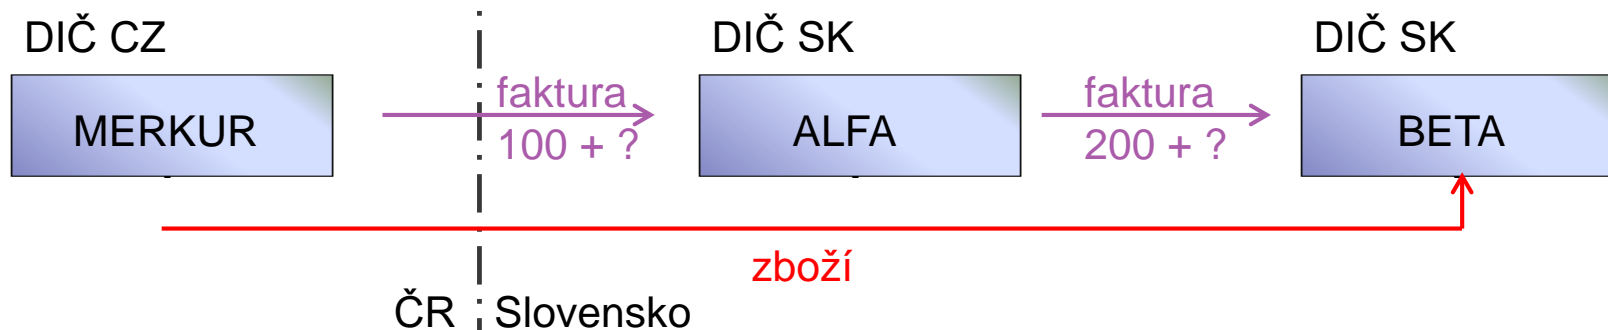 DIČ CZ
DIČ SK
DIČ SK
MERKUR
faktura
100 + ?
ALFA
faktura
200 + ?
BETA
zboží
ČR
Slovensko